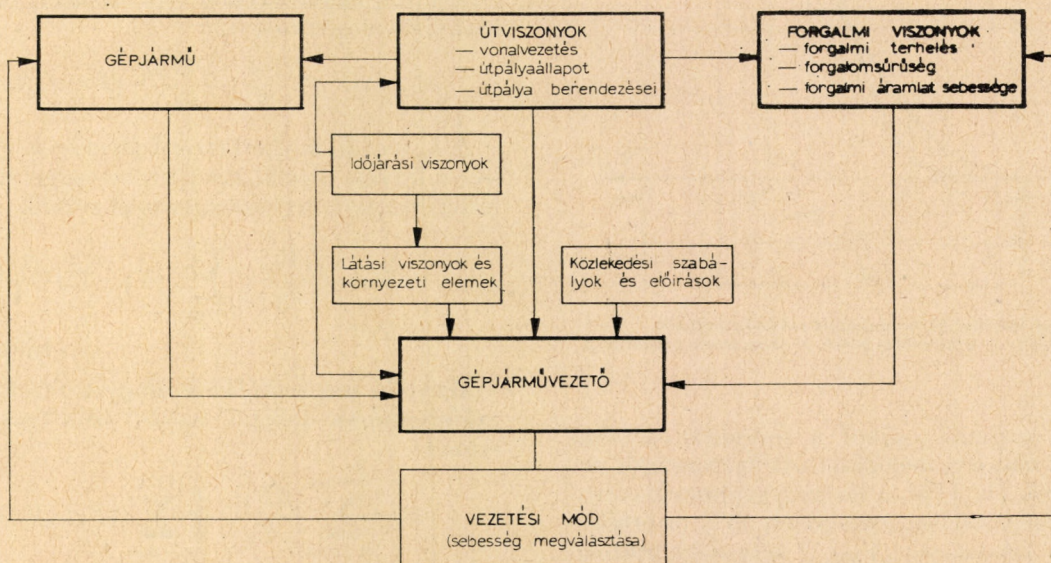 GÉPJÁRMŰ
ÚTVISZONYOK
— vonalvezetés
— útpályaállapot
— útpálya berendezései
FORGALMI VISZONYOK
— forgalmi terhelés
— forgalomsűrűség
— forgalmi áramlat sebessége
Időjárási viszonyok
Látási viszonyok és
környezeti elemek
Közlekedési szabá-
lyok és előirások
GÉPJÁRMŰVEZETŐ
VEZETÉSI MÓD
(sebesség megválasztása)